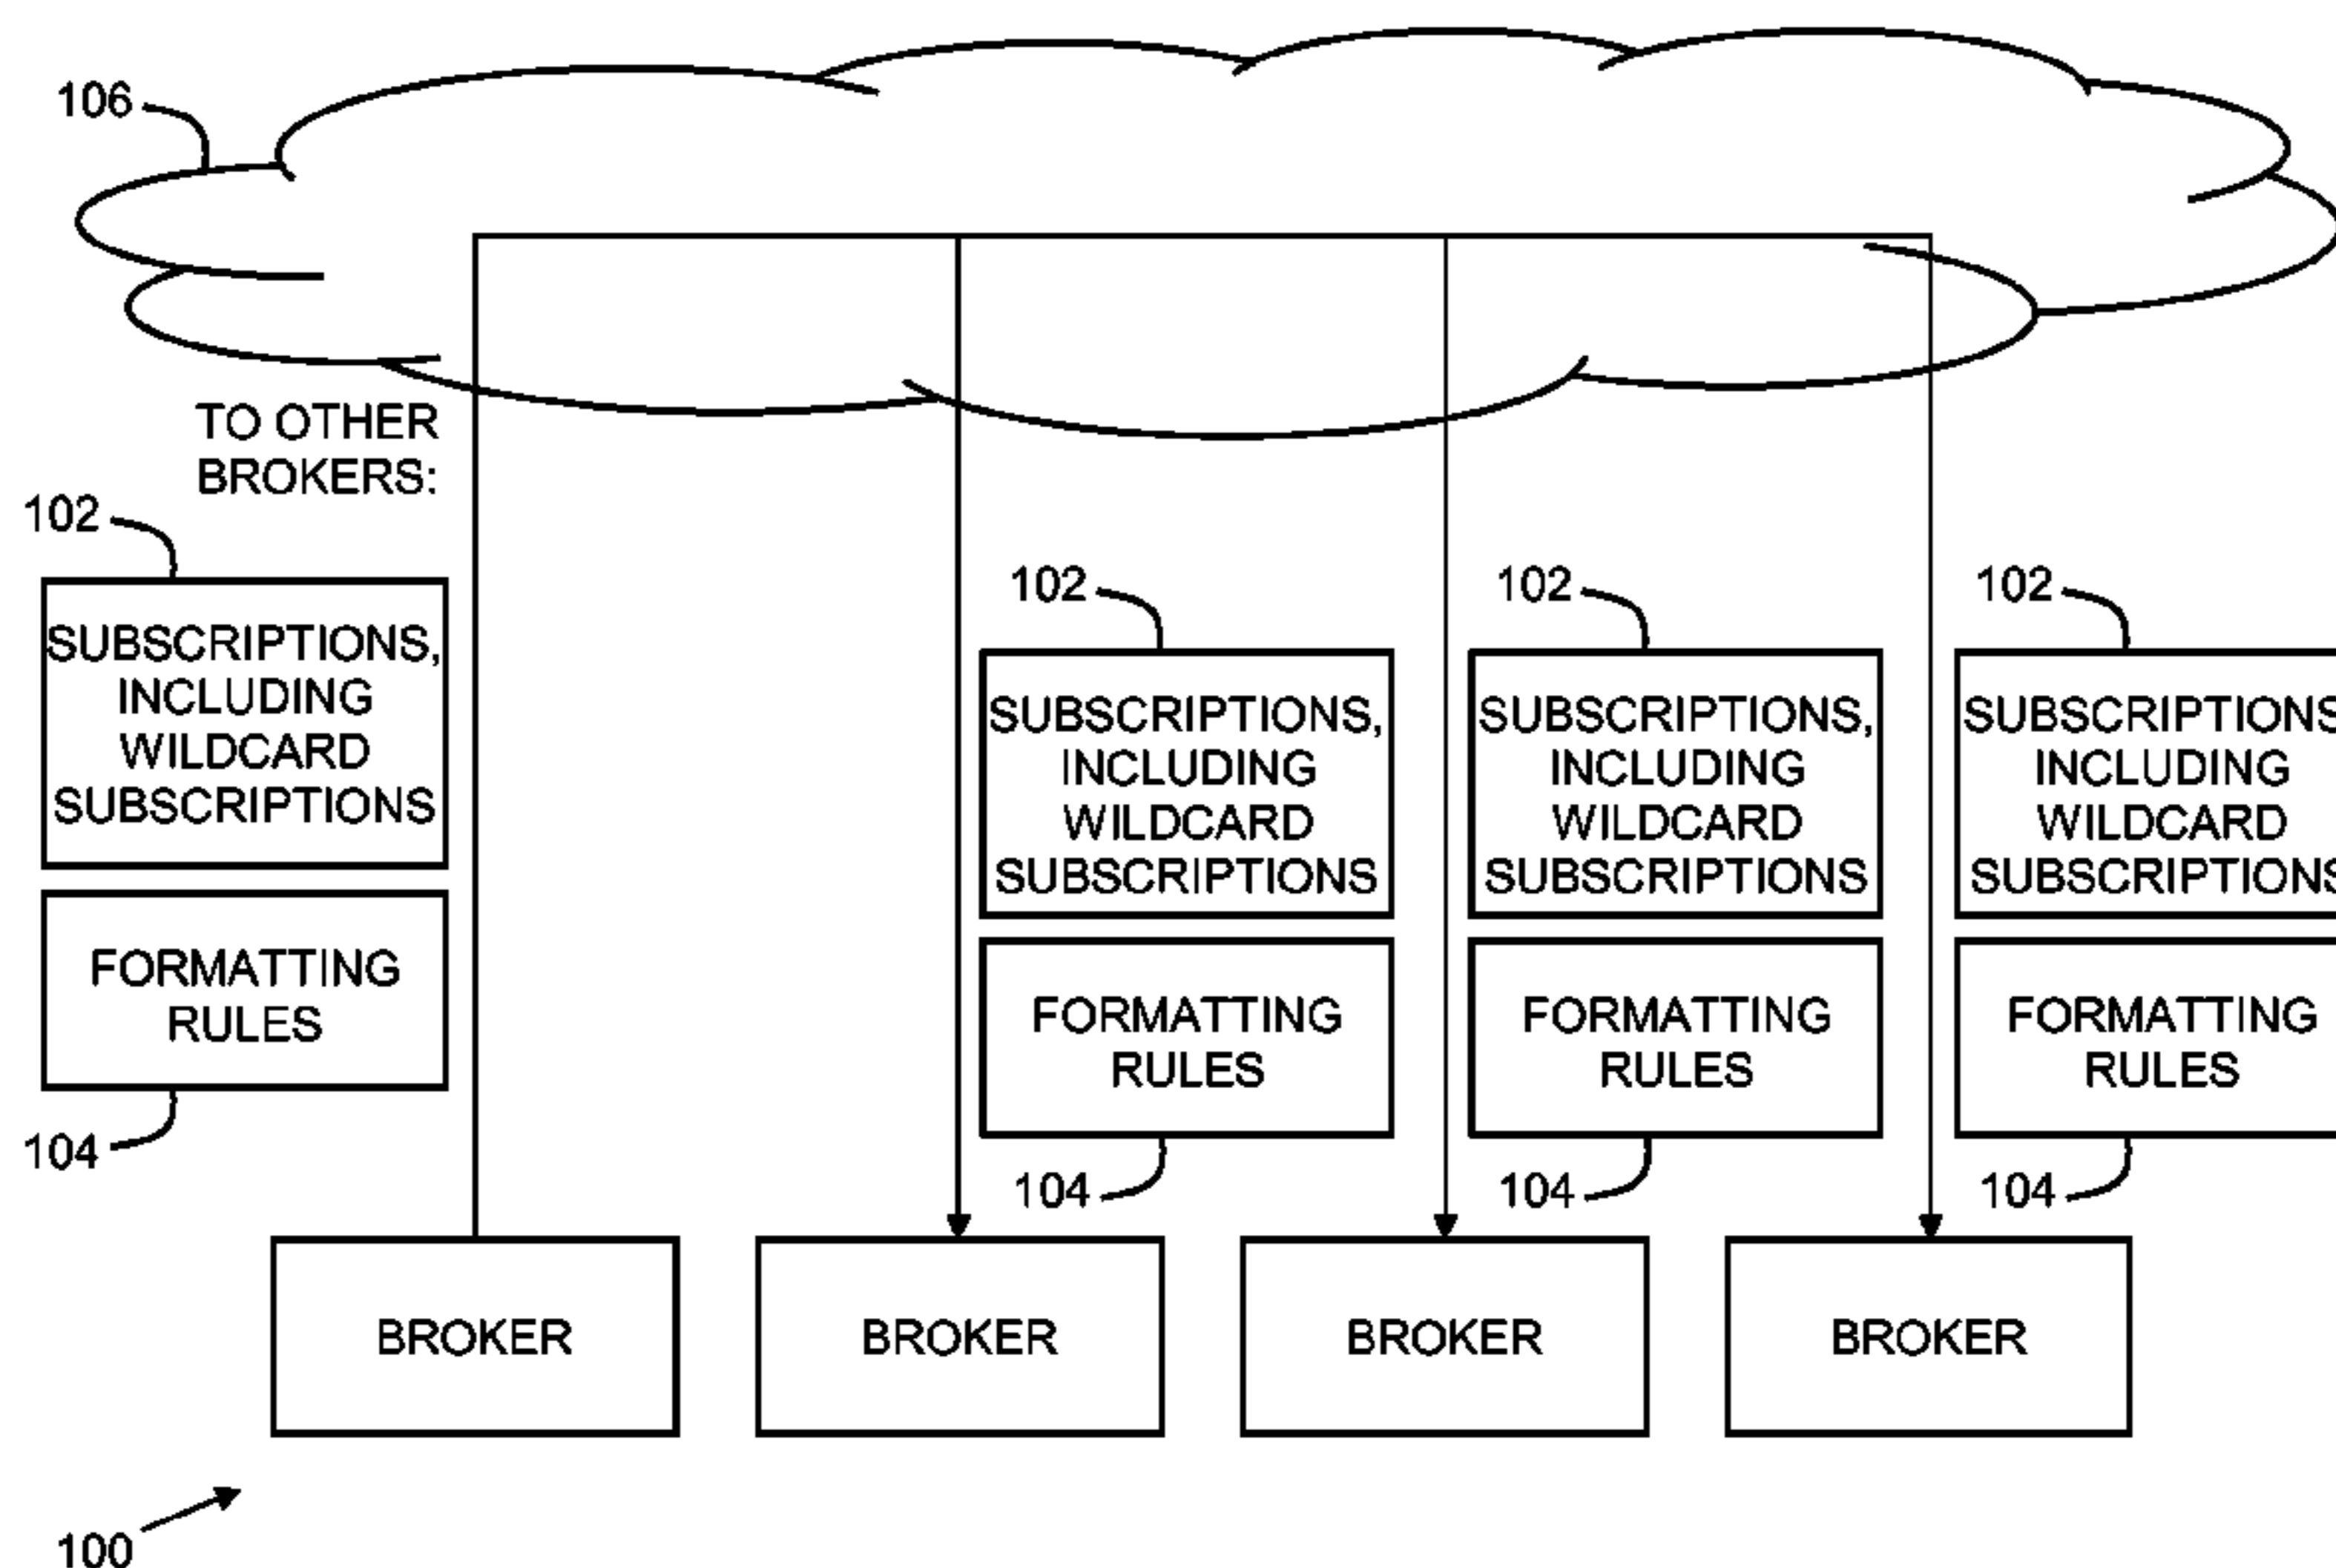 106
TO OTHER
BROKERS:
102
SUBSCRIPTIONS,
INCLUDING
WILDCARD
SUBSCRIPTIONS
FORMATTING
RULES
104
102
SUBSCRIPTIONS,
INCLUDING
WILDCARD
SUBSCRIPTIONS
FORMATTING
RULES
104
102
SUBSCRIPTIONS,
INCLUDING
WILDCARD
SUBSCRIPTIONS
FORMATTING
RULES
104
102
SUBSCRIPTIONS
INCLUDING
WILDCARD
SUBSCRIPTIONS
FORMATTING
RULES
104
BROKER
BROKER
BROKER
BROKER
100